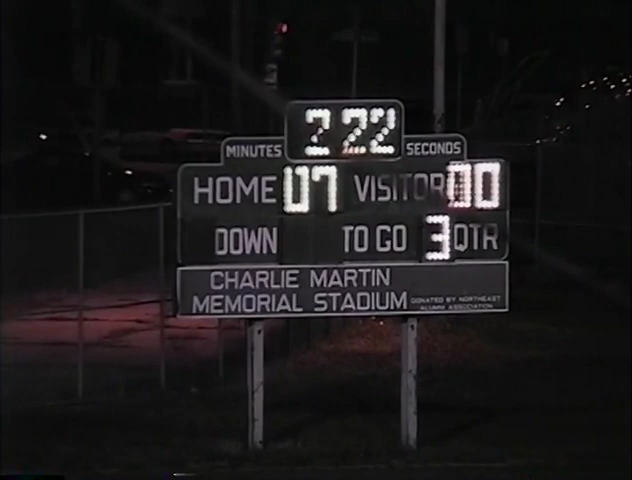 MINUTES 2 22 SECONDS
HOME 07 VISITOR 00
DOWN TO GO 3 QTR
CHARLIE MARTIN
MEMORIAL STADIUM
DONATED BY NORTHEAST
ALUMNI ASSOCIATION